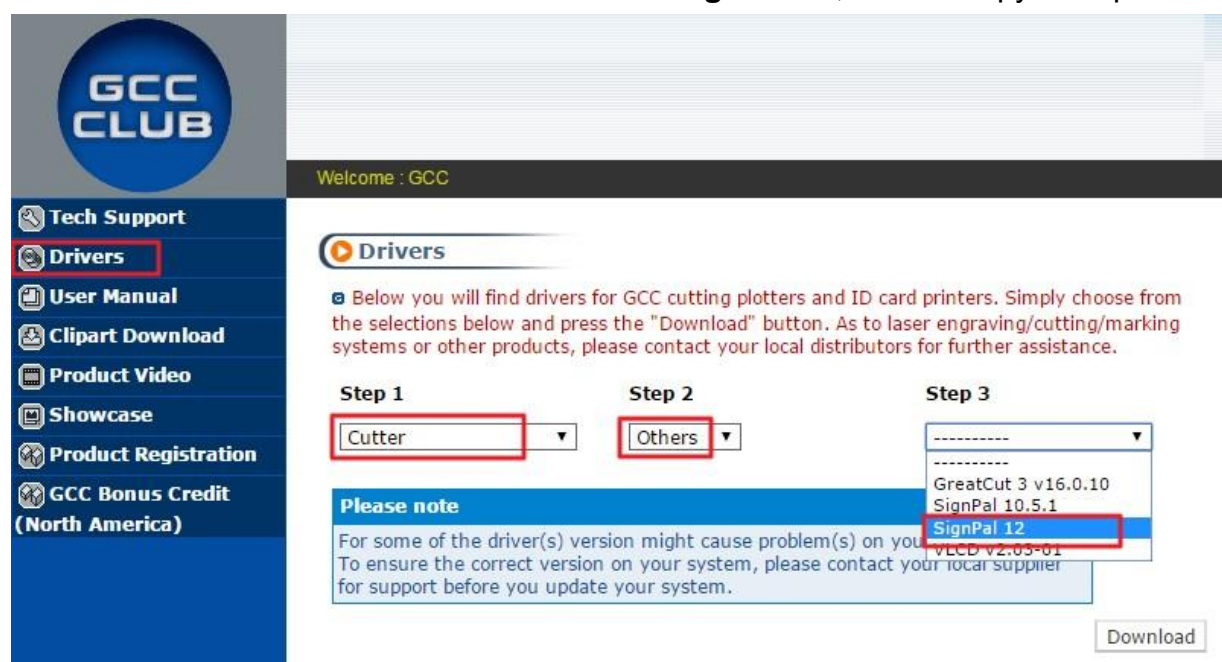 GCC
CLUB
Welcome : GCC
Tech Support
Drivers
User Manual
Clipart Download
Product Video
Showcase
Product Registration
GCC Bonus Credit
(North America)
Drivers
Below you will find drivers for GCC cutting plotters and ID card printers. Simply choose from
the selections below and press the "Download" button. As to laser engraving/cutting/marking
systems or other products, please contact your local distributors for further assistance.
Step 1 Step 2 Step 3
Cutter Others ----------
----------
GreatCut 3 v16.0.10
SignPal 10.5.1
SignPal 12
VLCD v2.03-01
Please note
For some of the driver(s) version might cause problem(s) on you
To ensure the correct version on your system, please contact your local supplier
for support before you update your system.
Download